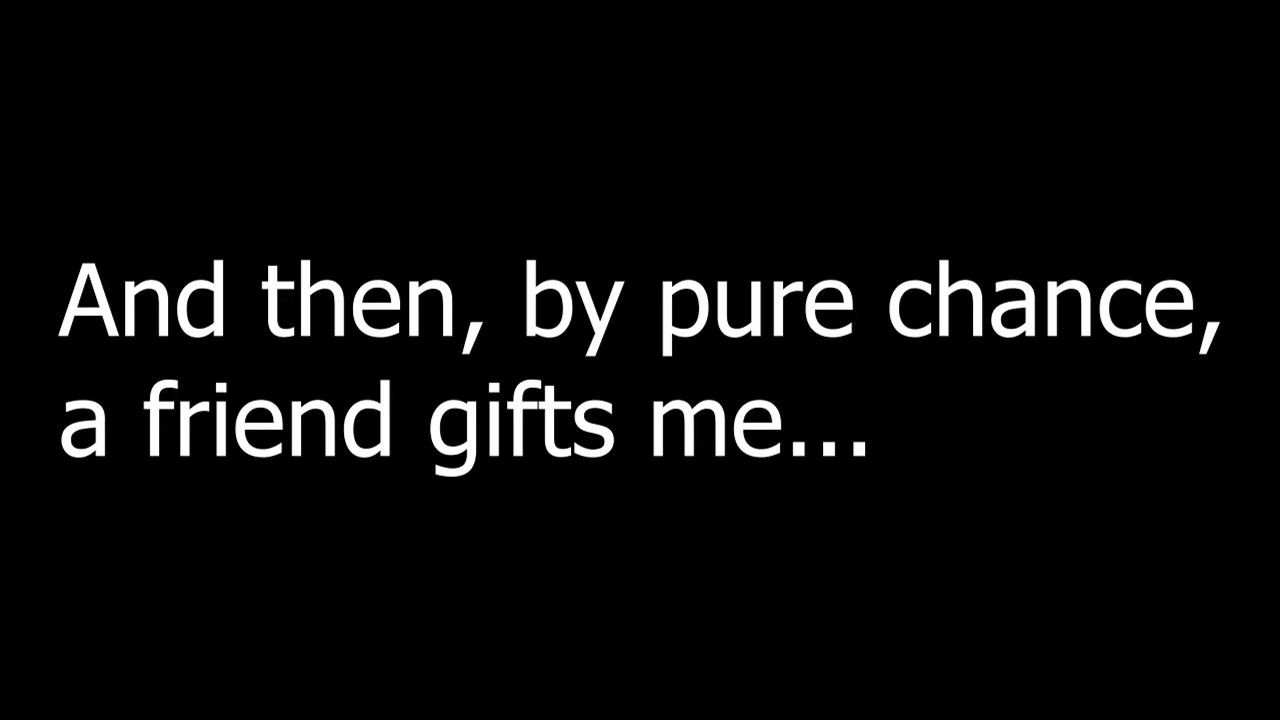 And then, by pure chance,
a friend gifts me...